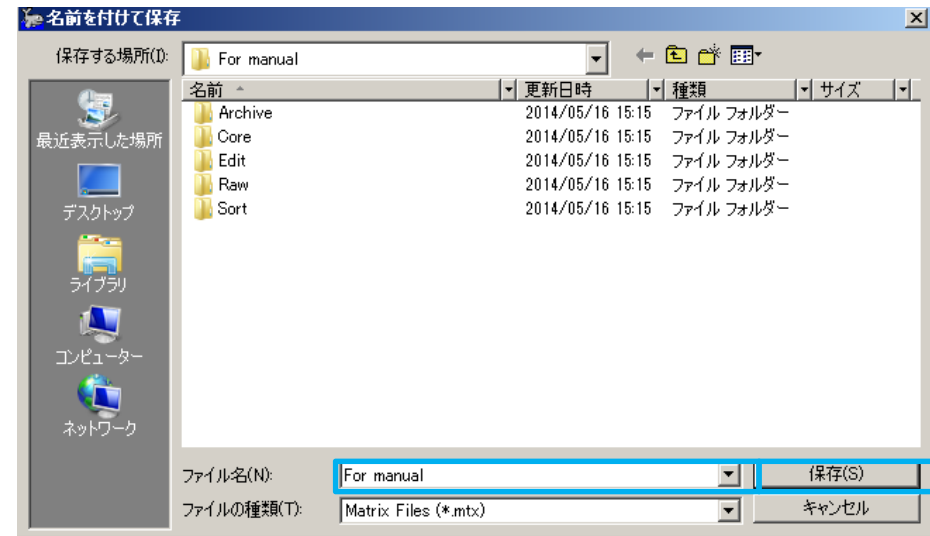 名前を付けて保存
保存する場所(I): For manual
名前 更新日時 種類 サイズ
Archive 2014/05/16 15:15 ファイル フォルダー
Core 2014/05/16 15:15 ファイル フォルダー
Edit 2014/05/16 15:15 ファイル フォルダー
Raw 2014/05/16 15:15 ファイル フォルダー
Sort 2014/05/16 15:15 ファイル フォルダー
最近表示した場所
デスクトップ
ライブラリ
コンピューター
ネットワーク
ファイル名(N): For manual 保存(S)
ファイルの種類(T): Matrix Files (*.mtx) キャンセル